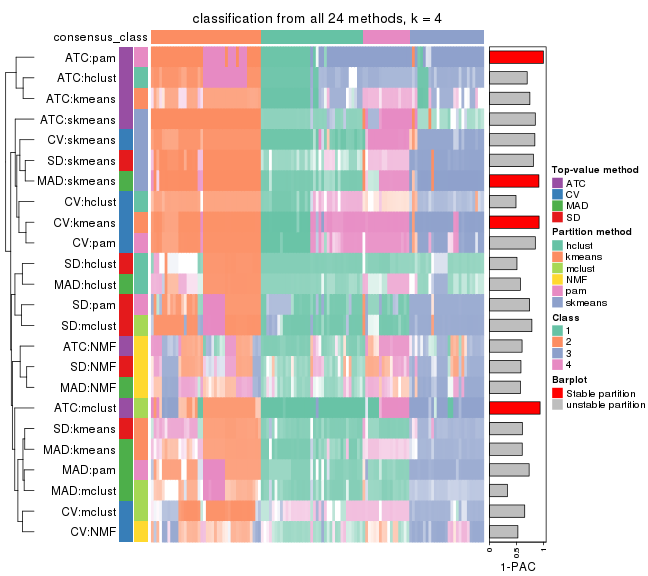 classification from all 24 methods, k = 4
consensus_class
ATC:pam
ATC:hclust
ATC:kmeans
ATC:skmeans
CV:skmeans
SD:skmeans
MAD:skmeans
CV:hclust
CV:kmeans
CV:pam
SD:hclust
MAD:hclust
SD:pam
SD:mclust
ATC:NMF
SD:NMF
MAD:NMF
ATC:mclust
SD:kmeans
MAD:kmeans
MAD:pam
MAD:mclust
CV:mclust
CV:NMF
0
0.5
1
1-PAC
Top-value method
ATC
CV
MAD
SD
Partition method
hclust
kmeans
mclust
NMF
pam
skmeans
Class
1
2
3
4
Barplot
Stable partition
unstable partition